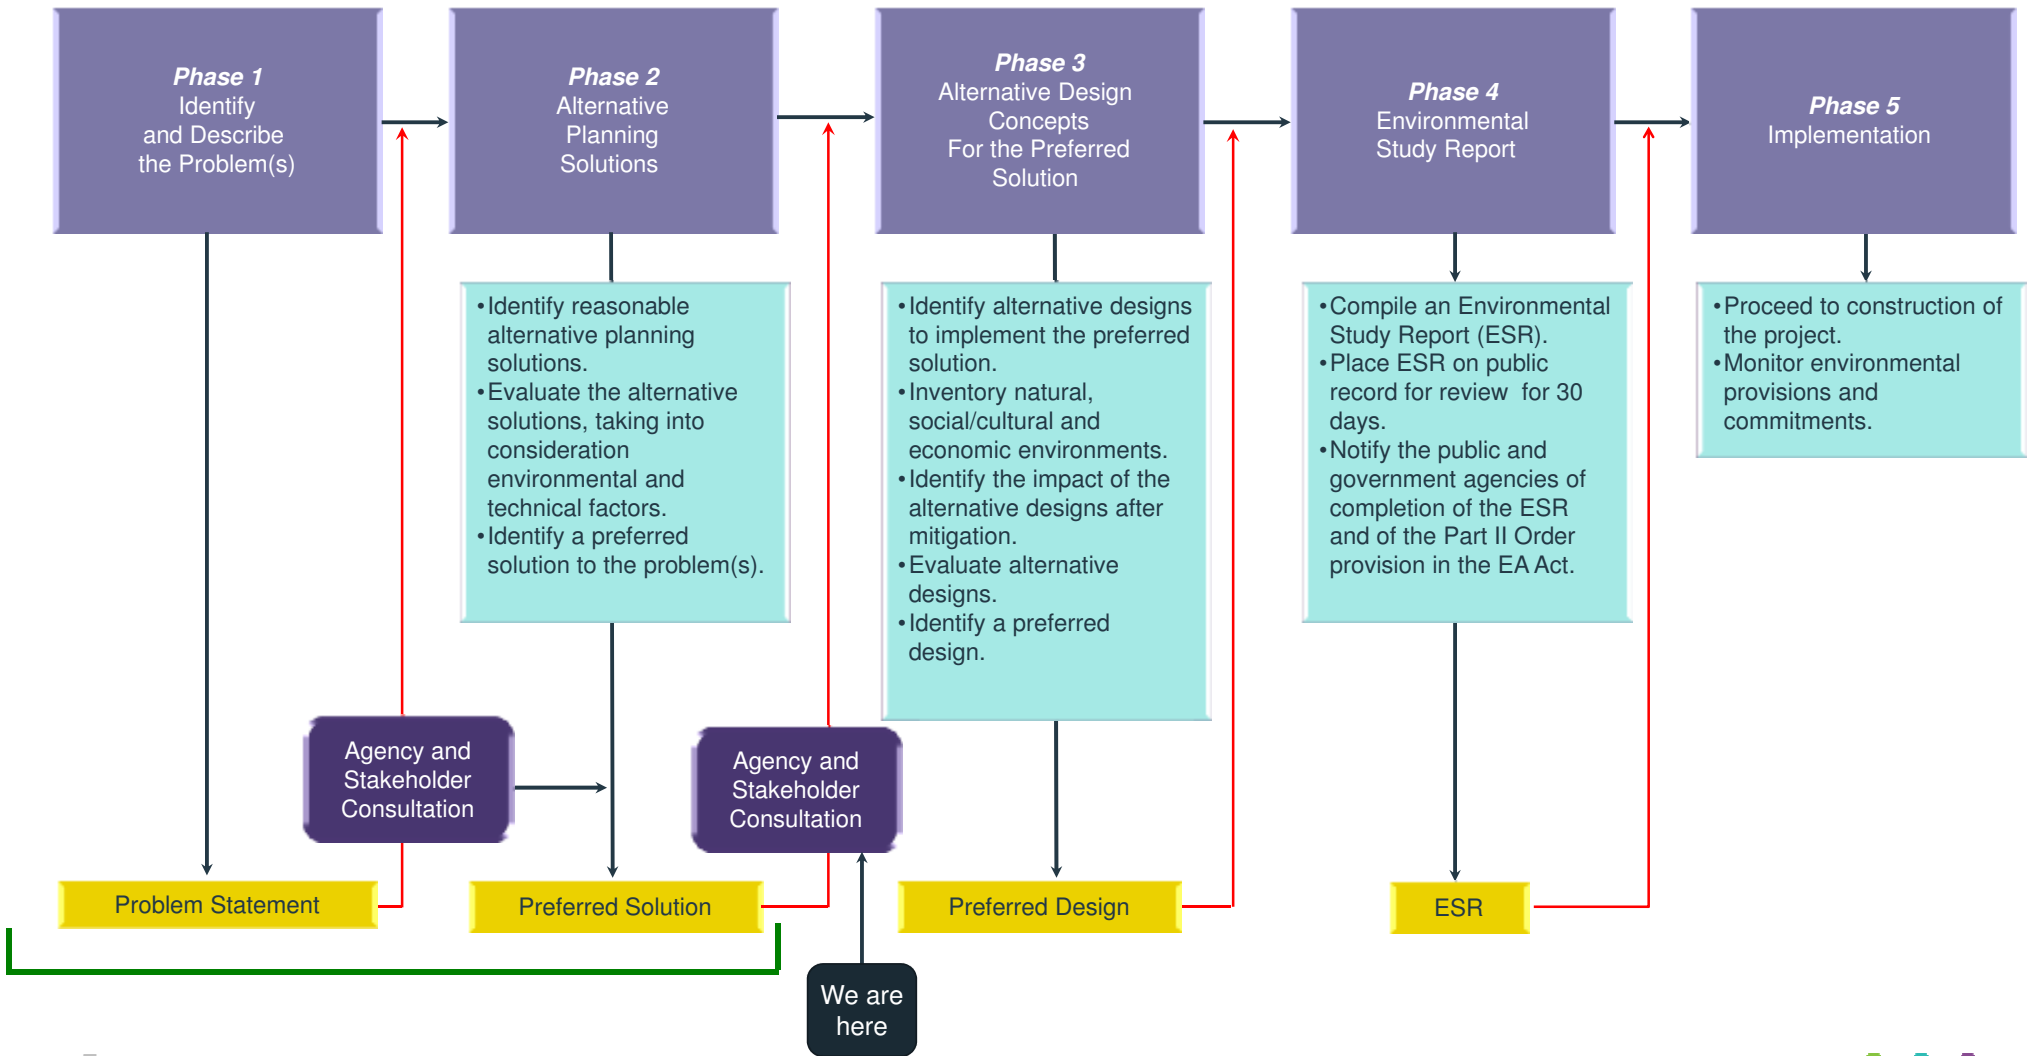 Phase 1
Identify
and Describe
the Problem(s)
Phase 2
Alternative
Planning
Solutions
Phase 3
Alternative Design
Concepts
For the Preferred
Solution
Phase 4
Environmental
Study Report
Phase 5
Implementation
•Identify reasonable
alternative planning
solutions.
•Evaluate the alternative
solutions, taking into
consideration
environmental and
technical factors.
•Identify a preferred
solution to the problem(s).
•Identify alternative designs
to implement the preferred
solution.
•Inventory natural,
social/cultural and
economic environments.
•Identify the impact of the
alternative designs after
mitigation.
•Evaluate alternative
designs.
•Identify a preferred
design.
•Compile an Environmental
Study Report (ESR).
•Place ESR on public
record for review for 30
days.
•Notify the public and
government agencies of
completion of the ESR
and of the Part II Order
provision in the EA Act.
•Proceed to construction of
the project.
•Monitor environmental
provisions and
commitments.
Agency and
Stakeholder
Consultation
Agency and
Stakeholder
Consultation
Problem Statement
Preferred Solution
Preferred Design
ESR
We are
here